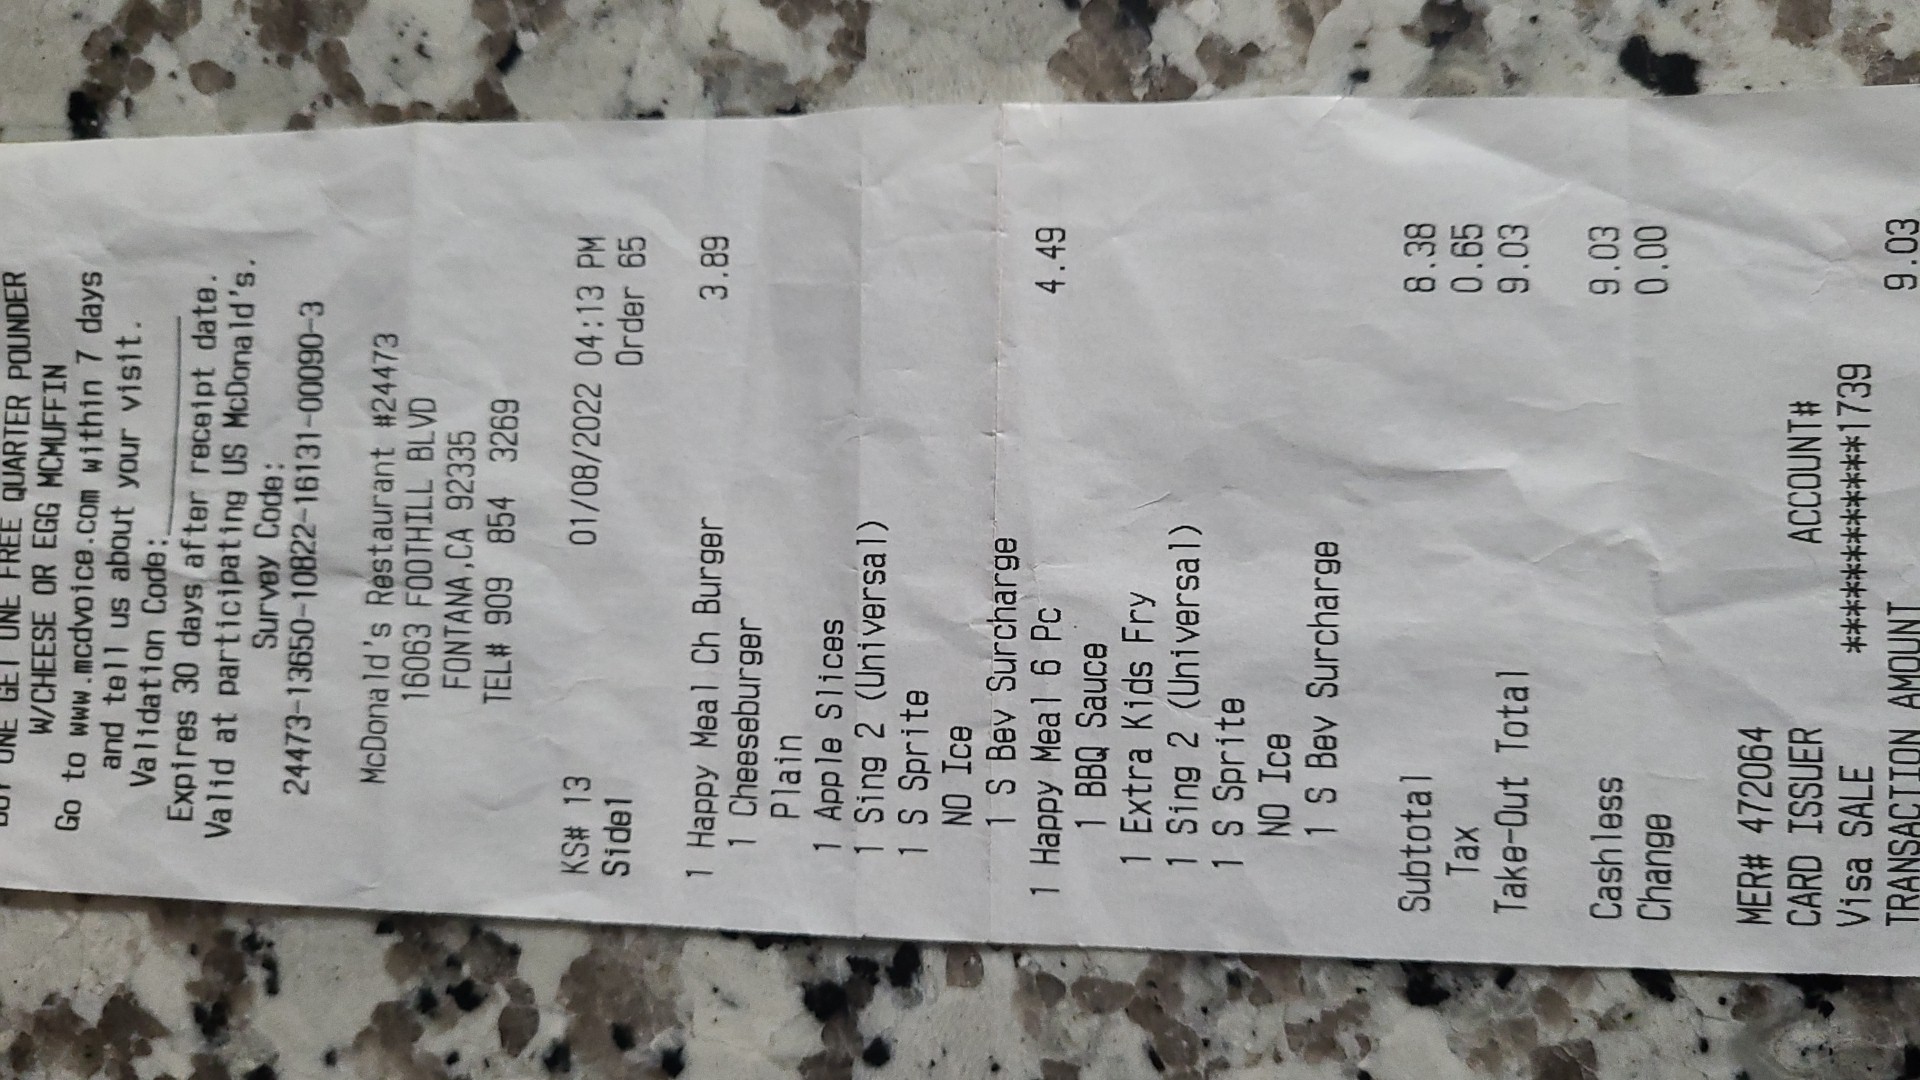 ONE GET ONE FREE QUARTER POUNDER
W/CHEESE OR EGG MCMUFFIN
Go to www.mcdvoice.com within 7 days
and tell us about your visit.
Validation Code:__________
Expires 30 days after receipt date.
Valid at participating US McDonald's.
Survey Code:
24473-13650-10822-16131-00090-3
McDonald's Restaurant #24473
16063 FOOTHILL BLVD
FONTANA,CA 92335
TEL# 909 854 3269
KS# 13 01/08/2022 04:13 PM
Side1 Order 65
1 Happy Meal Ch Burger 3.89
1 Cheeseburger
Plain
1 Apple Slices
1 Sing 2 (Universal)
1 S Sprite
NO Ice
1 S Bev Surcharge
1 Happy Meal 6 Pc 4.49
1 BBQ Sauce
1 Extra Kids Fry
1 Sing 2 (Universal)
1 S Sprite
NO Ice
1 S Bev Surcharge
Subtotal 8.38
Tax 0.65
Take-Out Total 9.03
Cashless 9.03
Change 0.00
MER# 472064
CARD ISSUER ACCOUNT#
Visa SALE ************1739
TRANSACTION AMOUNT 9.03